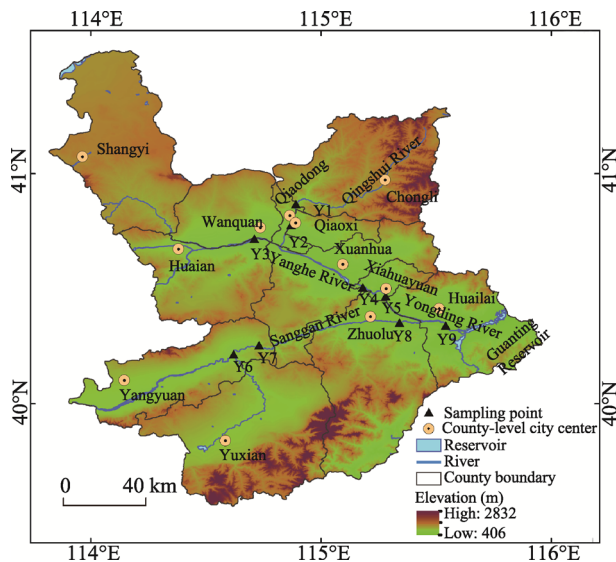 114°E 115°E 116°E
Shangyi
41°N
41°N
Qiaodong
Qingshui River
Chongli
Y1
Wanquan
Qiaoxi
Y2
Y3
Xuanhua
Huaian
Yanghe River
Xiahuayuan
Huailai
Y4
Y5
Yongding River
Sanggan River
Zhuolu
Y8
Y9
Guanting
Reservoir
Y6
Y7
Yangyuan
40°N
40°N
Yuxian
Sampling point
County-level city center
Reservoir
River
County boundary
Elevation (m)
High: 2832
Low: 406
0 40 km
114°E 115°E 116°E